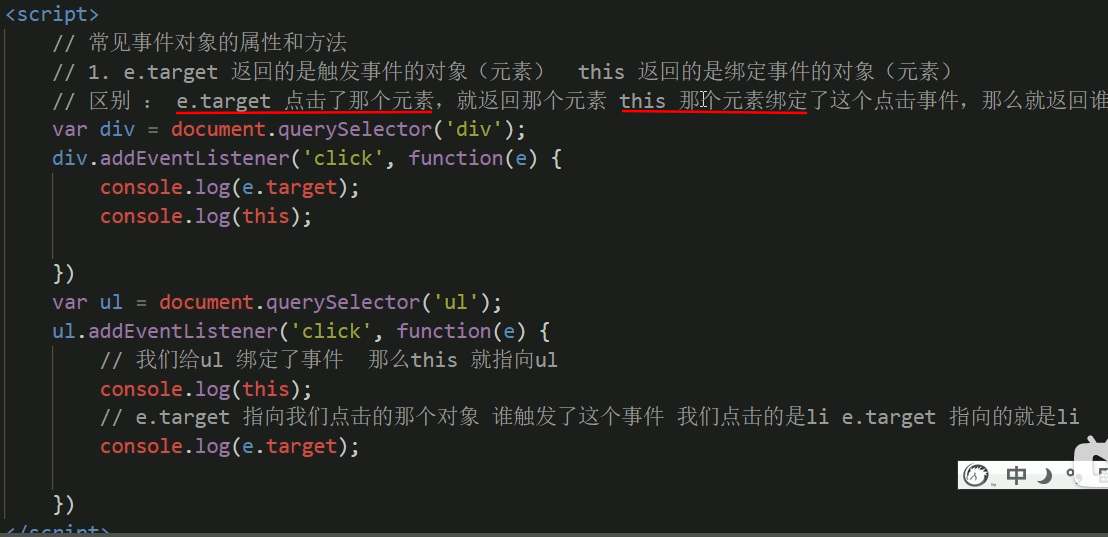 <script>
// 常见事件对象的属性和方法
// 1. e.target 返回的是触发事件的对象（元素）  this 返回的是绑定事件的对象（元素）
// 区别 ： e.target 点击了那个元素，就返回那个元素 this 那个元素绑定了这个点击事件，那么就返回谁
var div = document.querySelector('div');
div.addEventListener('click', function(e) {
console.log(e.target);
console.log(this);
})
var ul = document.querySelector('ul');
ul.addEventListener('click', function(e) {
// 我们给ul 绑定了事件  那么this 就指向ul
console.log(this);
// e.target 指向我们点击的那个对象 谁触发了这个事件 我们点击的是li e.target 指向的就是li
console.log(e.target);
中
})
</script>